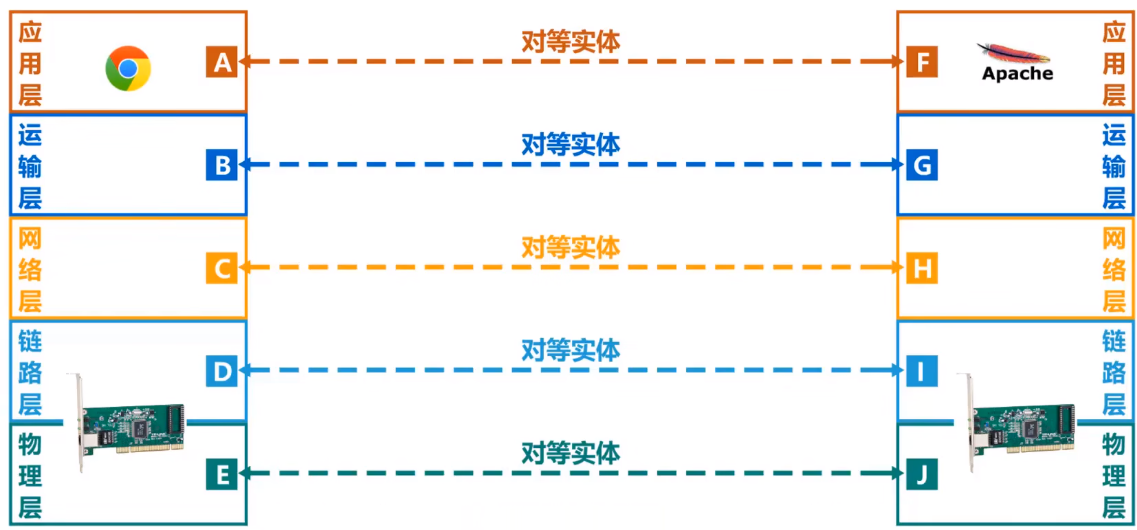 应用层
A
对等实体
F
Apache
应用层
运输层
B
对等实体
G
运输层
网络层
C
对等实体
H
网络层
链路层
D
对等实体
I
链路层
物理层
E
对等实体
J
物理层